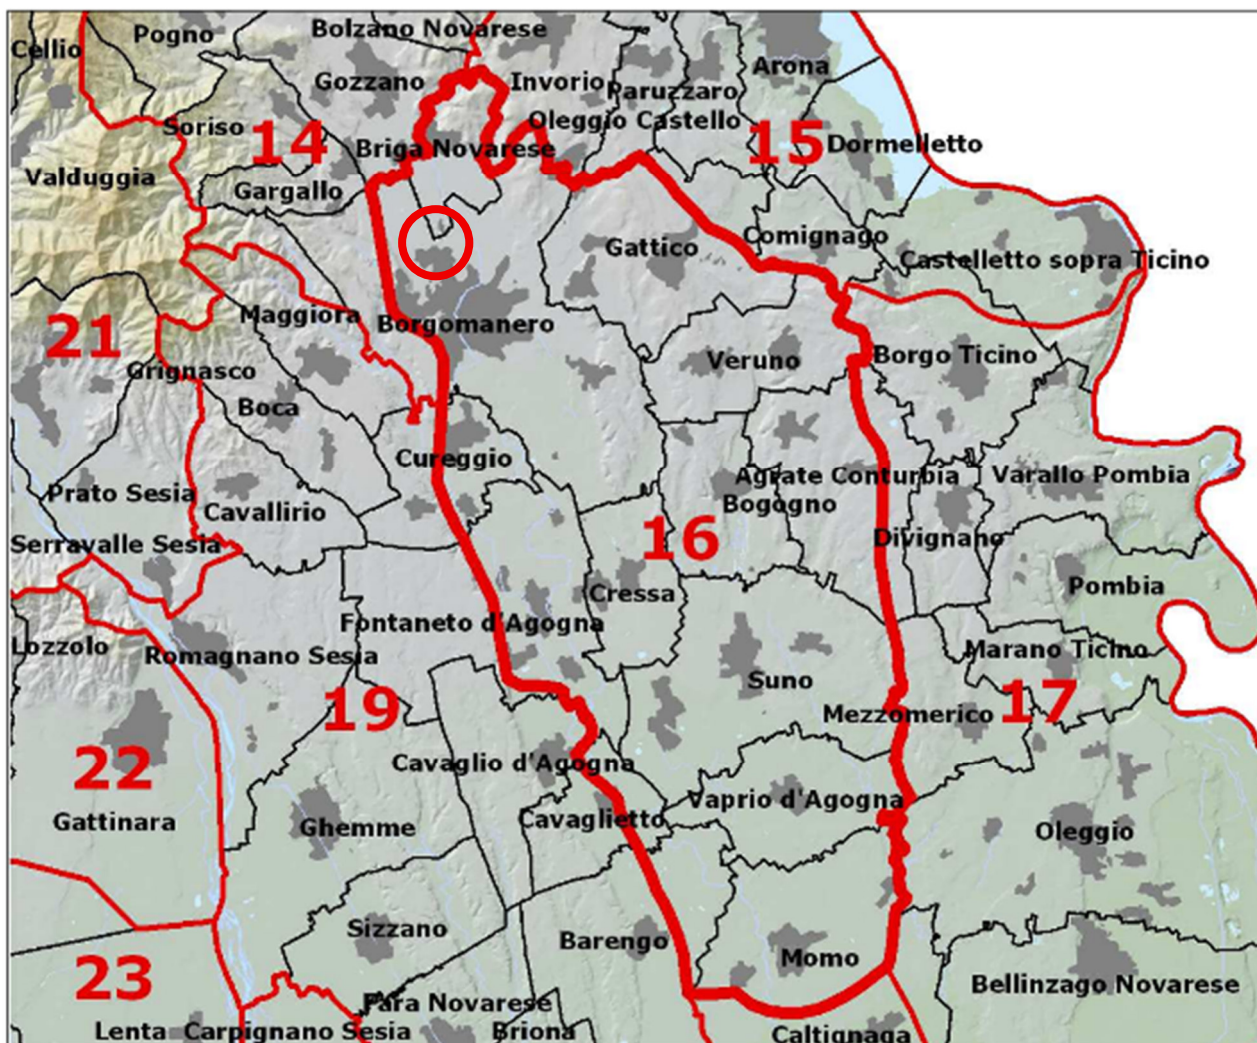 Bolzano Novarese
Pogno
Cellio
Arona
Gozzano
Invorio
Paruzzaro
Oleggio Castello
Soriso
14
15
Dormelletto
Briga Novarese
Valduggia
Gargallo
Comignago
Gattico
Castelletto sopra Ticino
Maggiora
Borgomanero
21
Borgo Ticino
Veruno
Grignasco
Boca
Cureggio
Agrate Conturbia
Varallo Pombia
Prato Sesia
Bogogno
Cavallirio
16
Divignano
Serravalle Sesia
Pombia
Cressa
Fontaneto d'Agogna
Lozzolo
Romagnano Sesia
Marano Ticino
Suno
19
17
Mezzomerico
Cavaglio d'Agogna
22
Vaprio d'Agogna
Gattinara
Cavaglietto
Ghemme
Oleggio
Sizzano
Barengo
Momo
23
Bellinzago Novarese
Fara Novarese
Lenta
Carpignano Sesia
Briona
Caltignaga